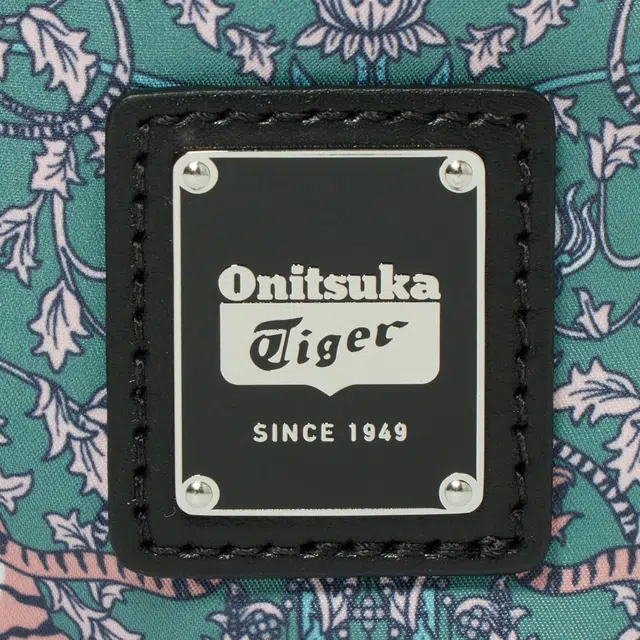 Onitsuka
Tiger
SINCE 1949